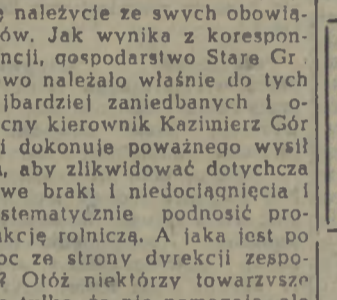 ę należycie ze swych obowią-
ów. Jak wynika z korespon-
ncji, gospodarstwo Stare Gr
wo należało właśnie do tych
jbardziej zaniedbanych i o-
cny kierownik Kazimierz Gór
i dokonuje poważnego wysił
, aby zlikwidować dotychcza
we braki i niedociągnięcia i
stematycznie podnosić pro-
ukcję rolniczą. A jaka jest po
oc ze strony dyrekcji zespo-
? Otóż niektórzy towarzysze